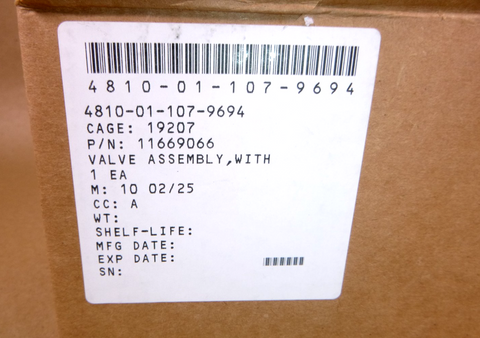 4810-01-107-9694
4810-01-107-9694
CAGE: 19207
P/N: 11669066
VALVE ASSEMBLY,WITH
1 EA
M: 10 02/25
CC: A
WT:
SHELF-LIFE:
MFG DATE:
EXP DATE:
SN: